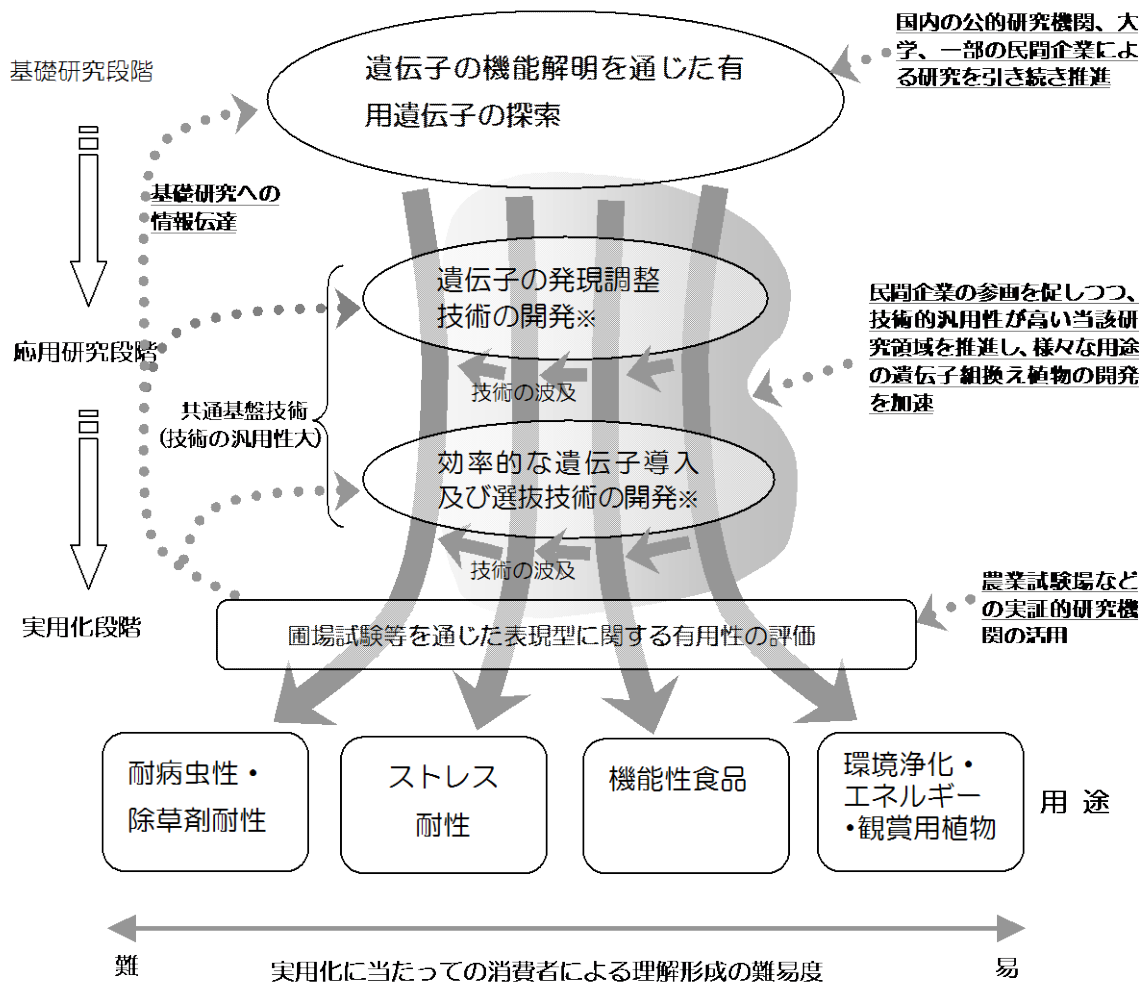 国内の公的研究機関、大
学、一部の民間企業によ
る研究を引き続き推進
基礎研究段階
遺伝子の機能解明を通じた有
用遺伝子の探索
基礎研究への
情報伝達
遺伝子の発現調整
技術の開発※
民間企業の参画を促しつつ、
技術的汎用性が高い当該研
究領域を推進し、様々な用途
の遺伝子組換え植物の開発
を加速
応用研究段階
技術の波及
共通基盤技術
(技術の汎用性大)
効率的な遺伝子導入
及び選抜技術の開発※
技術の波及
農業試験場など
の実証的研究機
関の活用
実用化段階
圃場試験等を通じた表現型に関する有用性の評価
耐病虫性・
除草剤耐性
ストレス
耐性
機能性食品
環境浄化・
エネルギー
・観賞用植物
用 途
難
実用化に当たっての消費者による理解形成の難易度
易